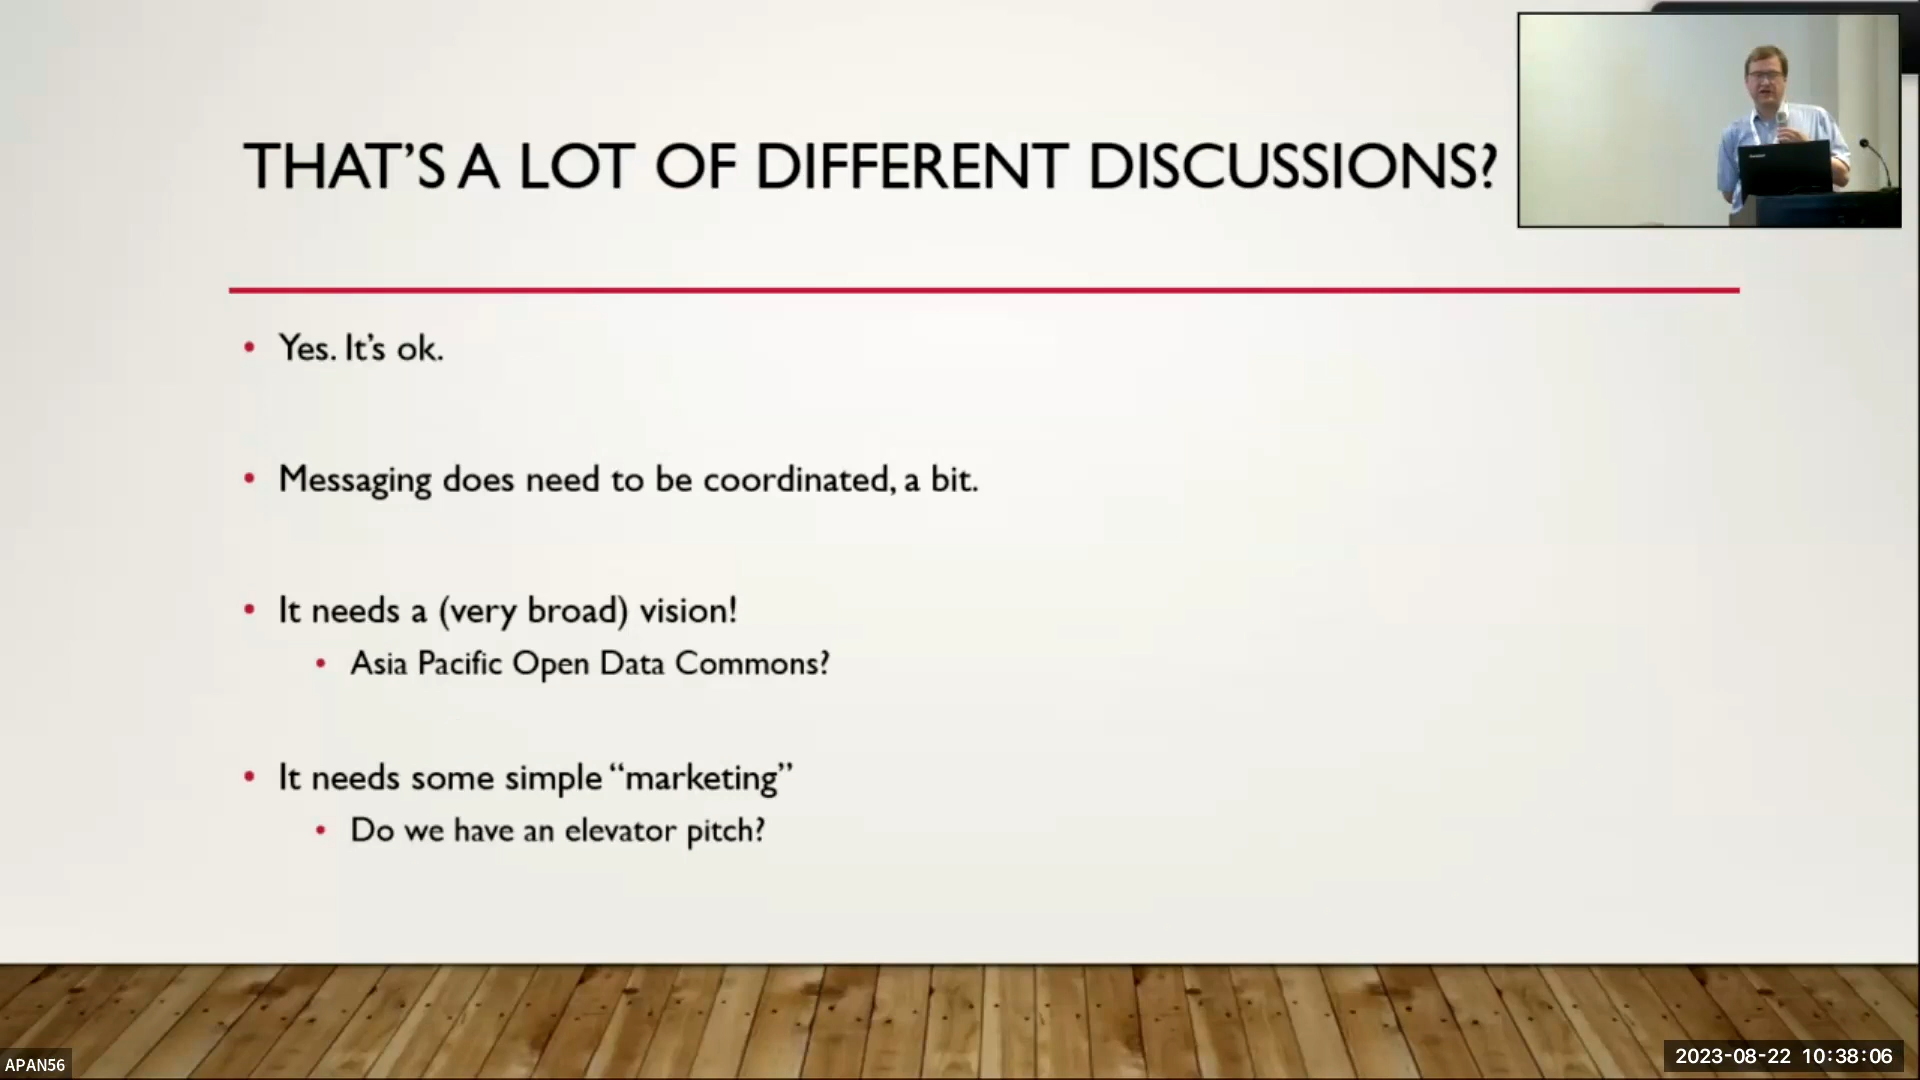 THAT'S A LOT OF DIFFERENT DISCUSSIONS?
• Yes. It's ok.
• Messaging does need to be coordinated, a bit.
• It needs a (very broad) vision!
• Asia Pacific Open Data Commons?
• It needs some simple “marketing”
• Do we have an elevator pitch?
APAN56
2023-08-22 10:38:06